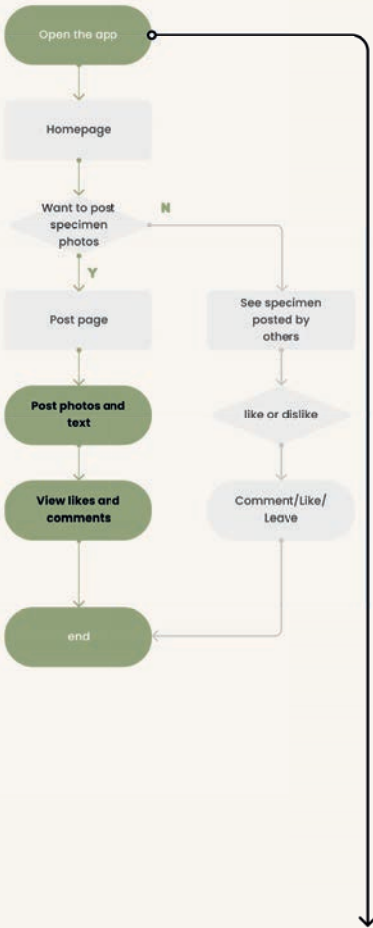 Open the app
Homepage
Want to post
specimen
photos
N
Y
Post page
See specimen
posted by
others
Post photos and
text
like or dislike
View likes and
comments
Comment/Like/
Leave
end